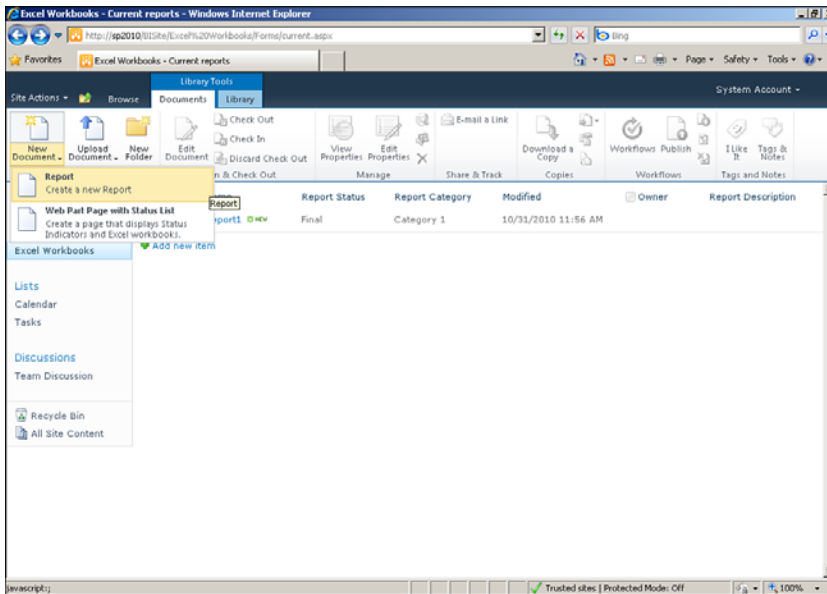 Excel Workbooks - Current reports - Windows Internet Explorer
http://sp2010/BISite/Excel%20Workbooks/Forms/current.aspx
Bing
Favorites
Excel Workbooks - Current reports
Page
Safety
Tools
Library Tools
System Account
Site Actions
Browse
Documents
Library
New Document
Upload Document
New Folder
Edit Document
Check Out
Check In
Discard Check Out
View Properties
Edit Properties
E-mail a Link
Download a Copy
Workflows
Publish
I Like It
Tags & Notes
n & Check Out
Manage
Share & Track
Copies
Workflows
Tags and Notes
Report
Create a new Report
Web Part Page with Status List
Create a page that displays Status
Indicators and Excel workbooks.
Report
Report Status
Report Category
Modified
Owner
Report Description
eport1 NEW
Final
Category 1
10/31/2010 11:56 AM
Add new item
Excel Workbooks
Lists
Calendar
Tasks
Discussions
Team Discussion
Recycle Bin
All Site Content
javascript:;
Trusted sites | Protected Mode: Off
100%